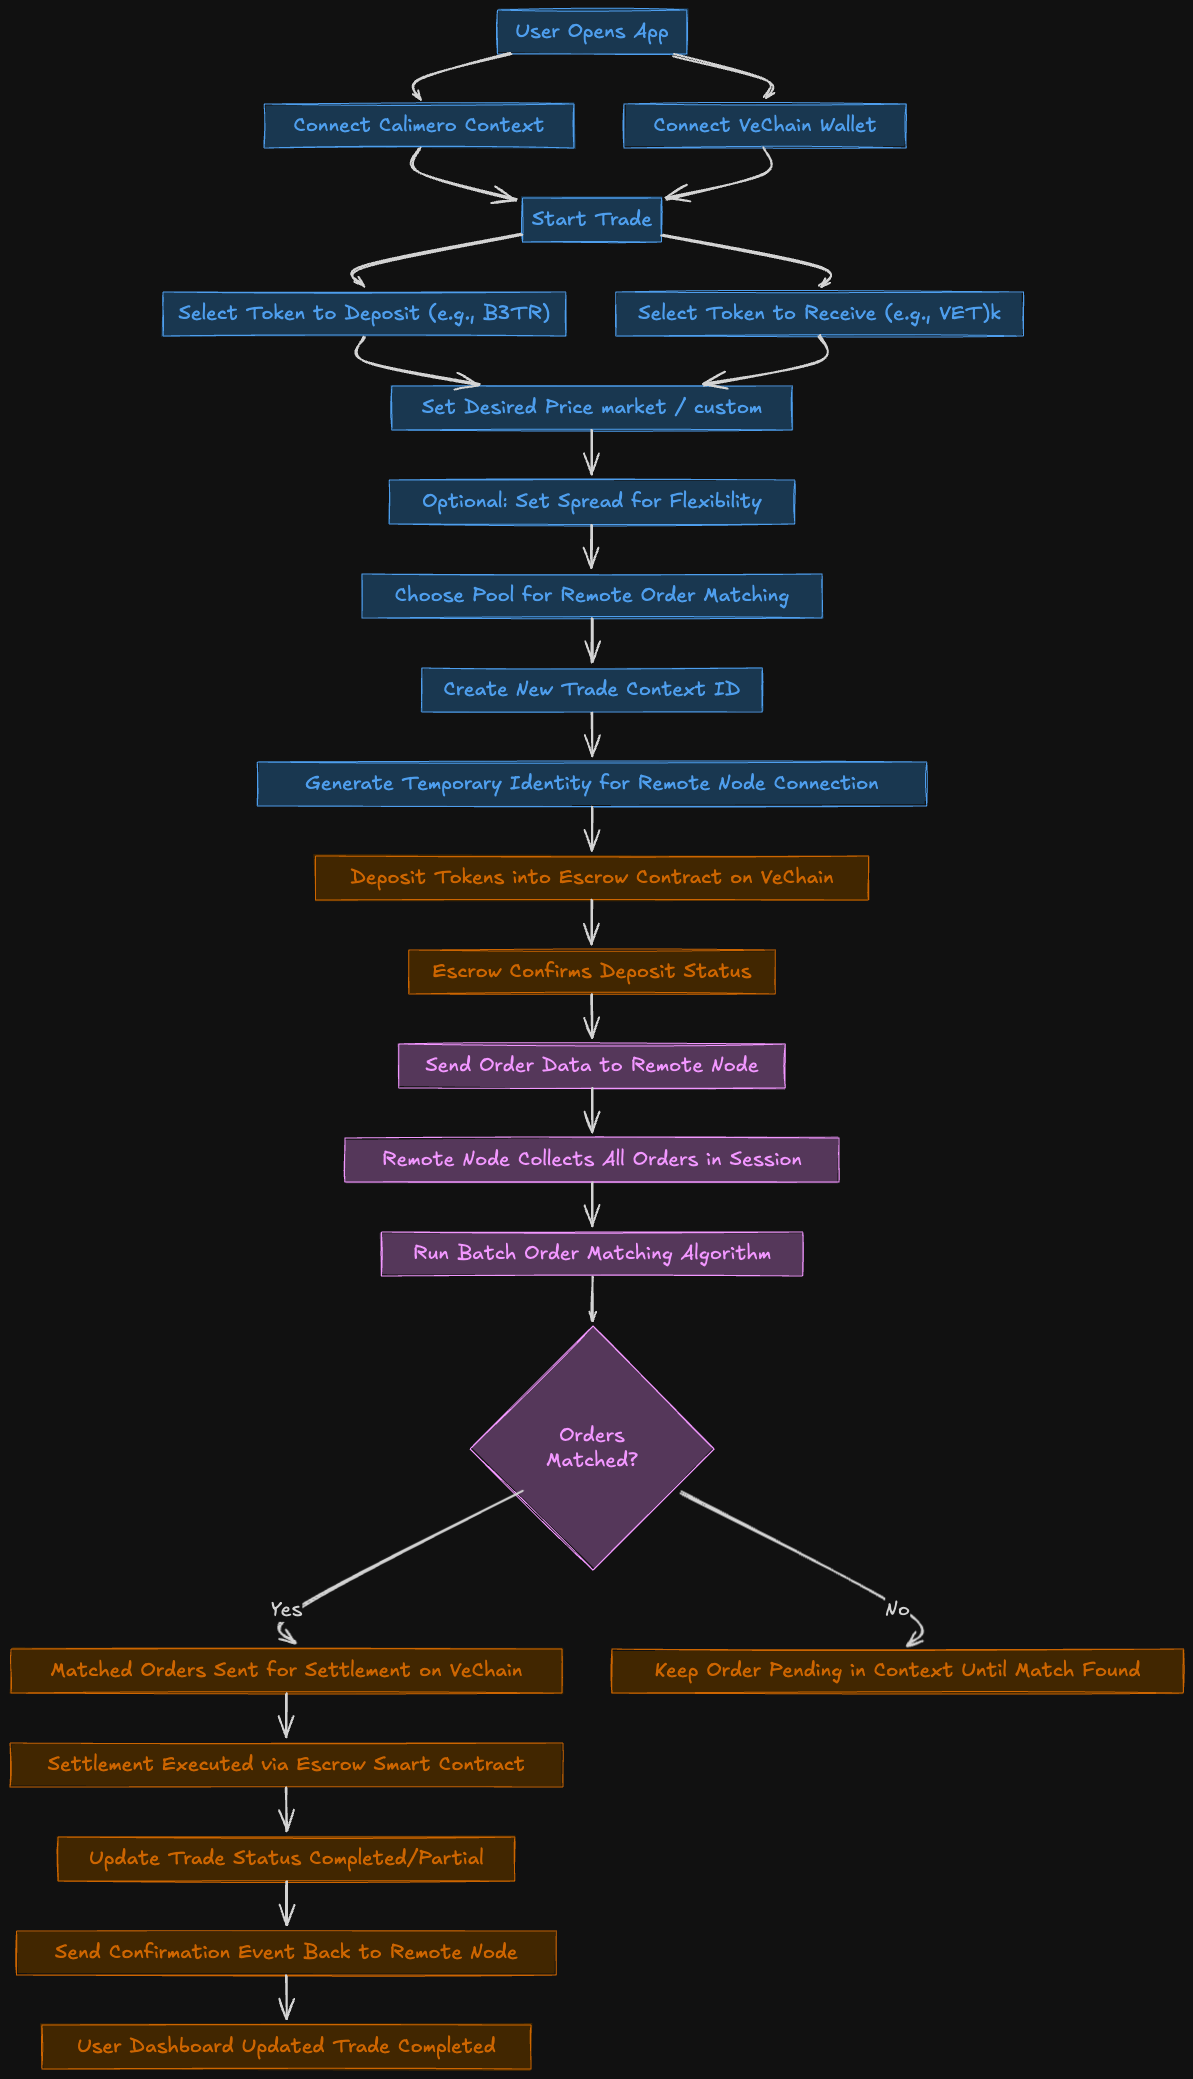 User Opens App
Connect Calimero Context
Connect VeChain Wallet
Start Trade
Select Token to Deposit (e.g., B3TR)
Select Token to Receive (e.g., VET)k
Set Desired Price market / custom
Optional: Set Spread for Flexibility
Choose Pool for Remote Order Matching
Create New Trade Context ID
Generate Temporary Identity for Remote Node Connection
Deposit Tokens into Escrow Contract on VeChain
Escrow Confirms Deposit Status
Send Order Data to Remote Node
Remote Node Collects All Orders in Session
Run Batch Order Matching Algorithm
Orders
Matched?
Yes
No
Matched Orders Sent for Settlement on VeChain
Keep Order Pending in Context Until Match Found
Settlement Executed via Escrow Smart Contract
Update Trade Status Completed/Partial
Send Confirmation Event Back to Remote Node
User Dashboard Updated Trade Completed